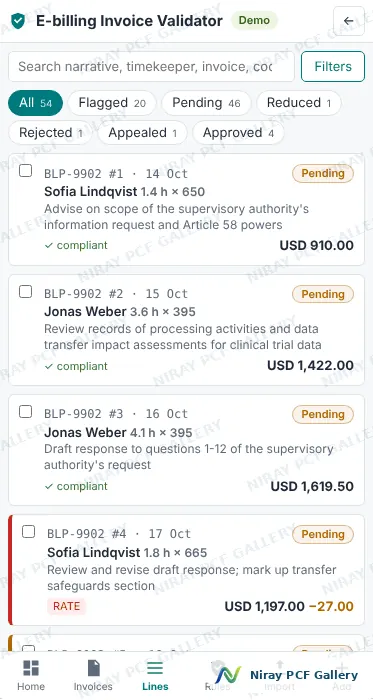 E-billing Invoice Validator Demo
Search narrative, timekeeper, invoice, coc
Filters
All 54 Flagged 20 Pending 46 Reduced 1
Rejected 1 Appealed 1 Approved 4
BLP-9902 #1 · 14 Oct Pending
Sofia Lindqvist 1.4 h × 650
Advise on scope of the supervisory authority's
information request and Article 58 powers
✓ compliant USD 910.00
BLP-9902 #2 · 15 Oct Pending
Jonas Weber 3.6 h × 395
Review records of processing activities and data
transfer impact assessments for clinical trial data
✓ compliant USD 1,422.00
BLP-9902 #3 · 16 Oct Pending
Jonas Weber 4.1 h × 395
Draft response to questions 1-12 of the supervisory
authority's request
✓ compliant USD 1,619.50
BLP-9902 #4 · 17 Oct Pending
Sofia Lindqvist 1.8 h × 665
Review and revise draft response; mark up transfer
safeguards section
RATE USD 1,197.00 −27.00
Home Invoices Lines
Niray PCF Gallery
NIRAY PCF GALLERY